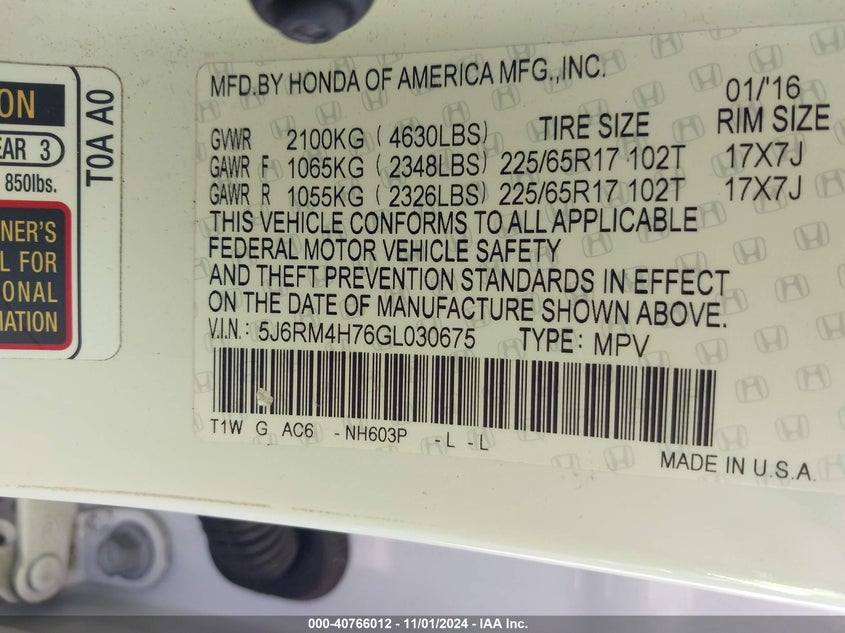 ON
EAR 3
850lbs.
NER'S
L FOR
ONAL
MATION
T0A A0
MFD.BY HONDA OF AMERICA MFG.,INC. 01/'16
GVWR 2100KG ( 4630LBS) TIRE SIZE RIM SIZE
GAWR F 1065KG ( 2348LBS) 225/65R17 102T 17X7J
GAWR R 1055KG ( 2326LBS) 225/65R17 102T 17X7J
THIS VEHICLE CONFORMS TO ALL APPLICABLE
FEDERAL MOTOR VEHICLE SAFETY
AND THEFT PREVENTION STANDARDS IN EFFECT
ON THE DATE OF MANUFACTURE SHOWN ABOVE.
V.I.N.: 5J6RM4H76GL030675 TYPE: MPV
T1W G AC6 - NH603P - L - L
MADE IN U.S.A.
000-40766012 - 11/01/2024 - IAA Inc.